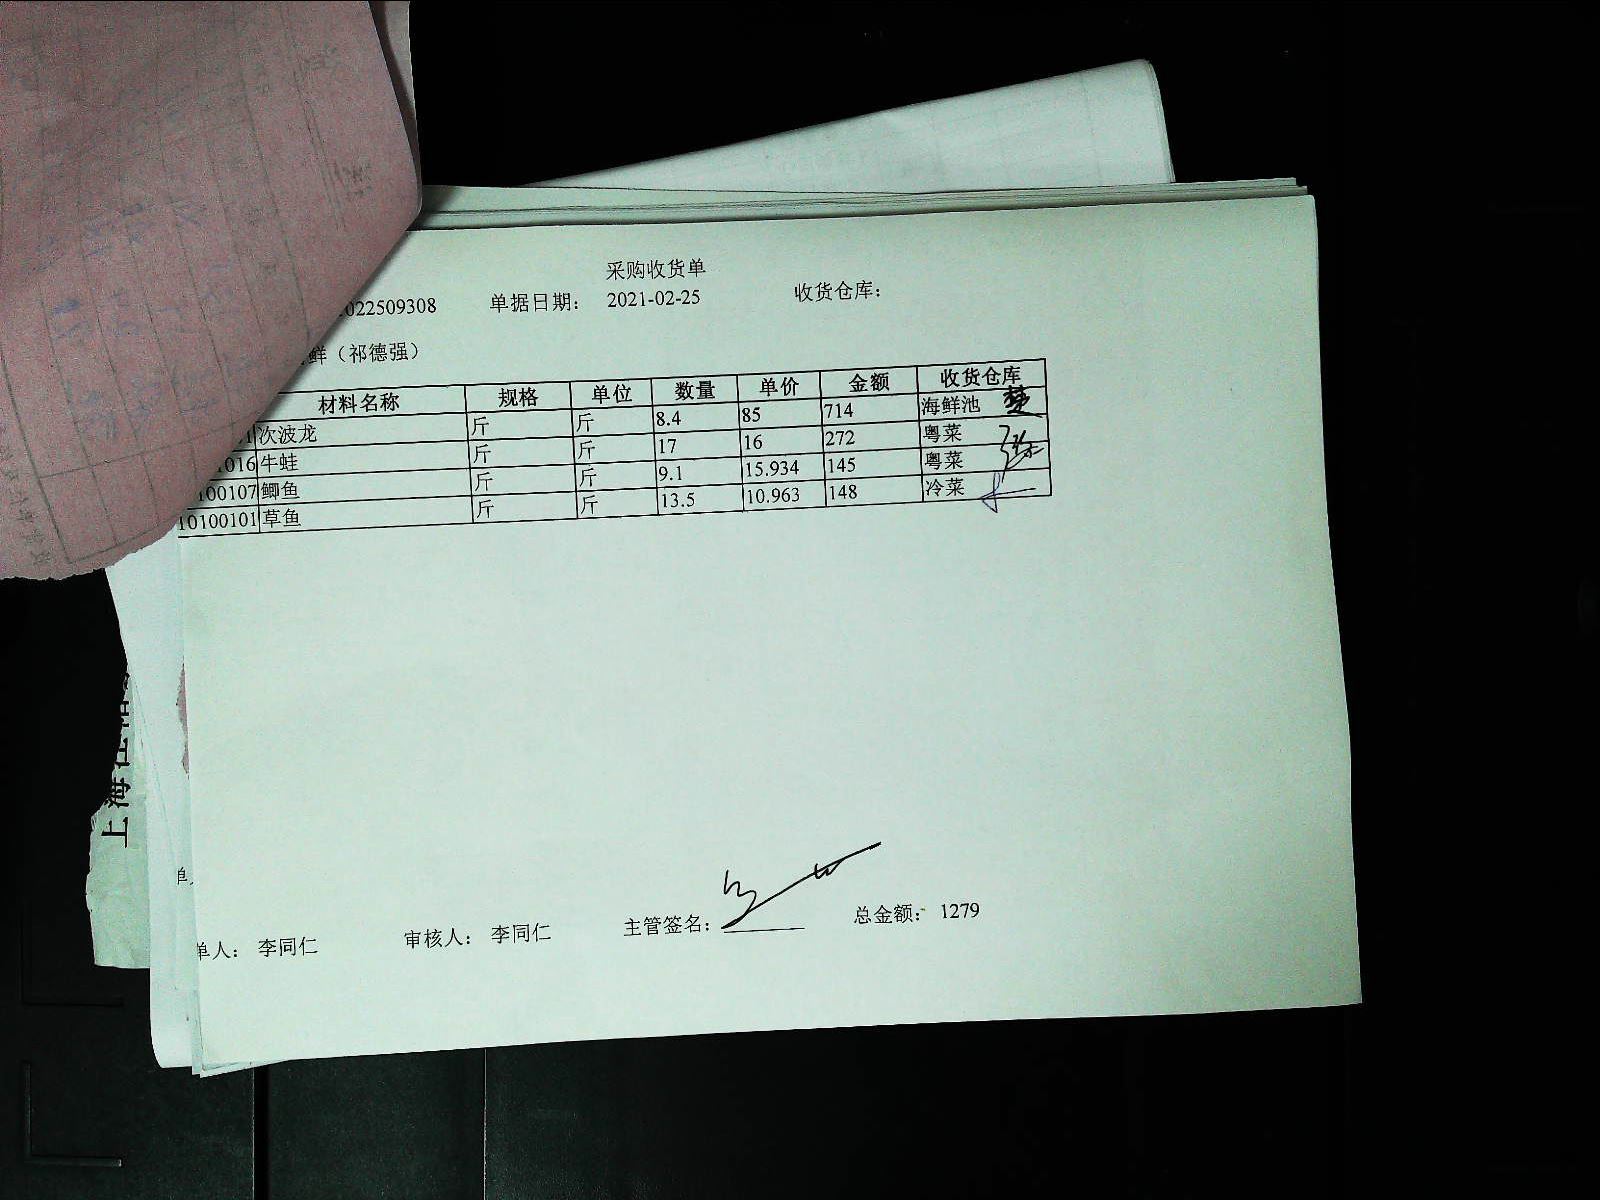 采购收货单
022509308 单据日期： 2021-02-25 收货仓库：
鲜（祁德强）
材料名称 规格 单位 数量 单价 金额 收货仓库
1 次波龙 斤 斤 8.4 85 714 海鲜池
1016 牛蛙 斤 斤 17 16 272 粤菜
100107 鲫鱼 斤 斤 9.1 15.934 145 粤菜
10100101 草鱼 斤 斤 13.5 10.963 148 冷菜
单人： 李同仁 审核人： 李同仁 主管签名： 总金额： 1279
上海